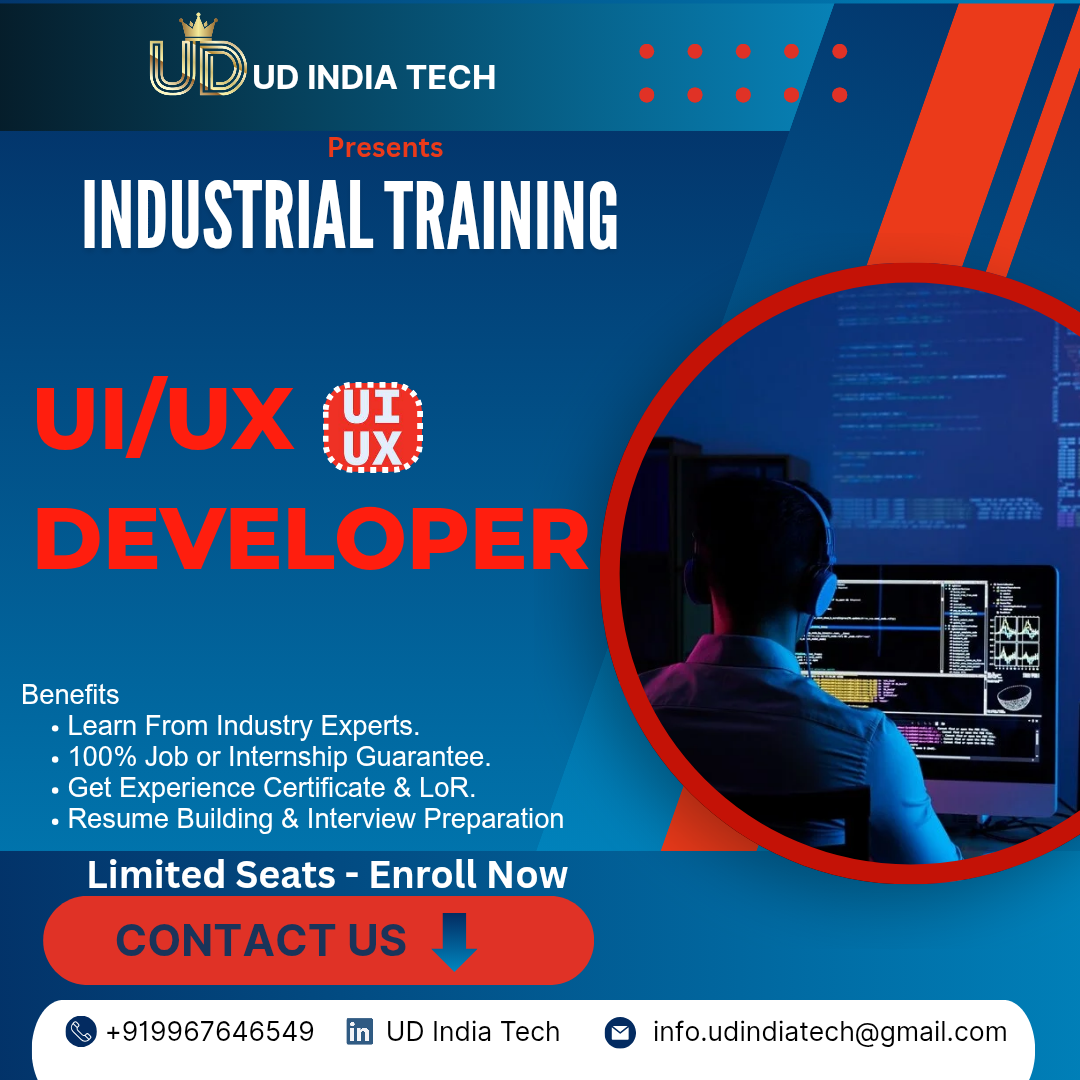 UD UD INDIA TECH
Presents
INDUSTRIAL TRAINING
UI/UX
UI
UX
DEVELOPER
Benefits
• Learn From Industry Experts.
• 100% Job or Internship Guarantee.
• Get Experience Certificate & LoR.
• Resume Building & Interview Preparation
Limited Seats - Enroll Now
CONTACT US
+919967646549 in UD India Tech info.udindiatech@gmail.com